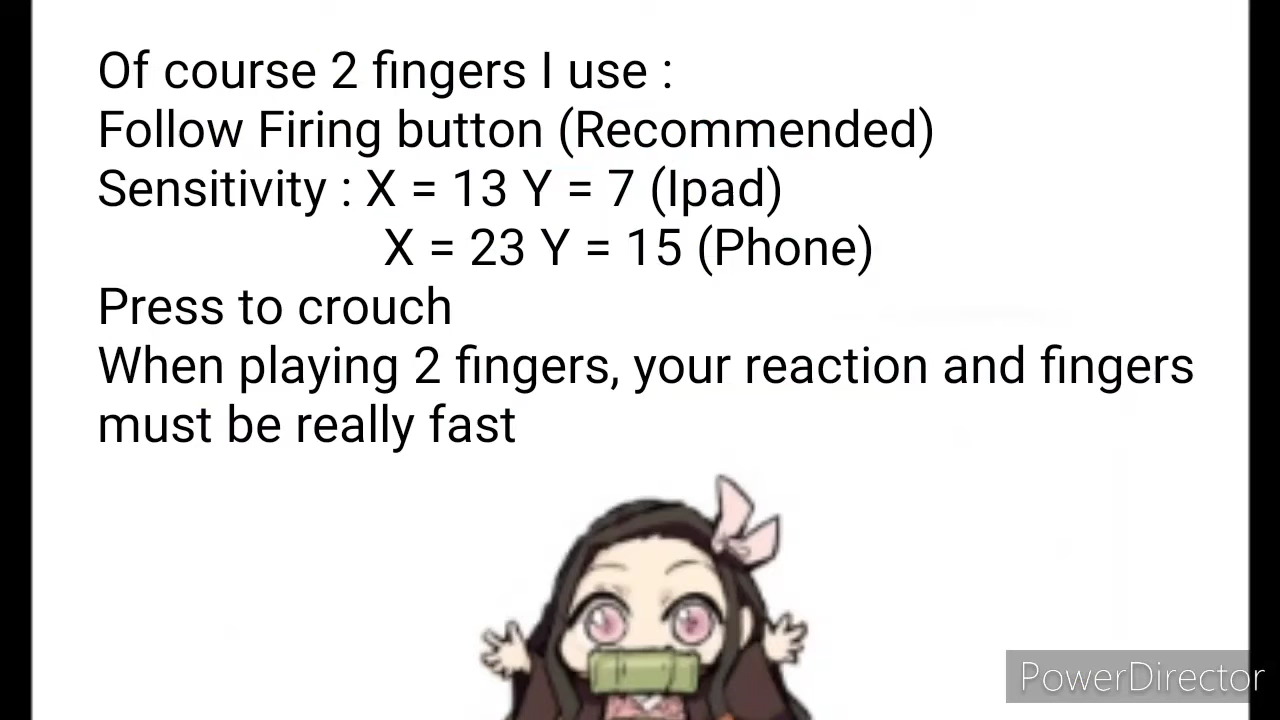 Of course 2 fingers I use :
Follow Firing button (Recommended)
Sensitivity : X = 13 Y = 7 (Ipad)
X = 23 Y = 15 (Phone)
Press to crouch
When playing 2 fingers, your reaction and fingers
must be really fast
PowerDirector